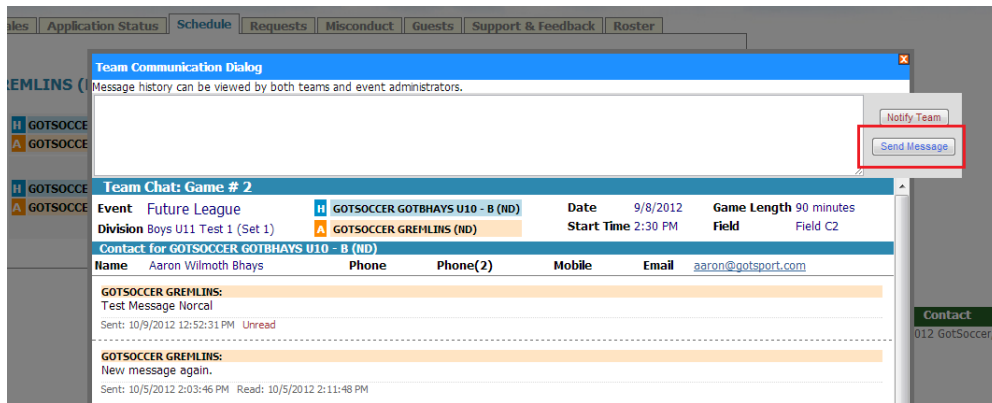 ales Application Status Schedule Requests Misconduct Guests Support & Feedback Roster
Team Communication Dialog X
Message history can be viewed by both teams and event administrators.
REMLINS (
H GOTSOCCE
A GOTSOCCE
Notify Team
Send Message
H GOTSOCCE
A GOTSOCCE
Team Chat: Game # 2
Event Future League H GOTSOCCER GOTBHAYS U10 - B (ND) Date 9/8/2012 Game Length 90 minutes
Division Boys U11 Test 1 (Set 1) A GOTSOCCER GREMLINS (ND) Start Time 2:30 PM Field Field C2
Contact for GOTSOCCER GOTBHAYS U10 - B (ND)
Name Aaron Wilmoth Bhays Phone Phone(2) Mobile Email aaron@gotsport.com
GOTSOCCER GREMLINS:
Test Message Norcal
Sent: 10/9/2012 12:52:31 PM Unread
Contact
012 GotSoccer
GOTSOCCER GREMLINS:
New message again.
Sent: 10/5/2012 2:03:46 PM Read: 10/5/2012 2:11:48 PM